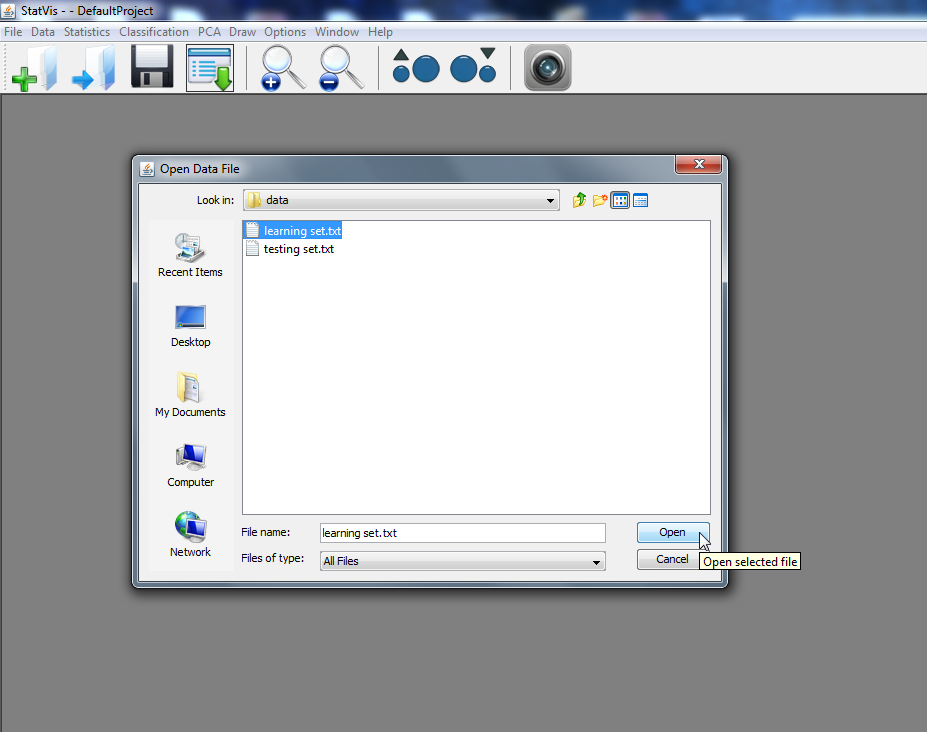 StatVis - - DefaultProject
File Data Statistics Classification PCA Draw Options Window Help
Open Data File
Look in: data
learning set.txt
testing set.txt
Recent Items
Desktop
My Documents
Computer
Network
File name: learning set.txt Open
Files of type: All Files Cancel
Open selected file